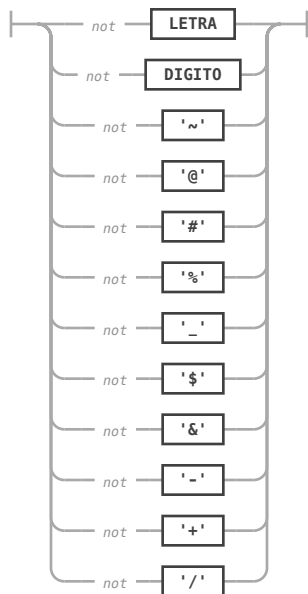 not LETRA
not DIGITO
not '~'
not '@'
not '#'
not '%'
not '_'
not '$'
not '&'
not '-'
not '+'
not '/'